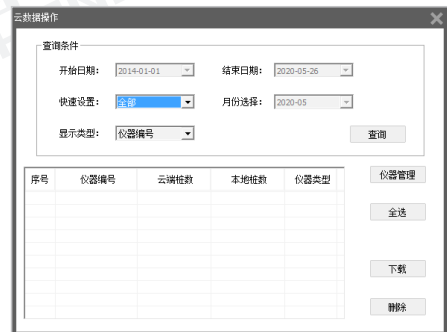 云数据操作
查询条件
开始日期： 2014-01-01 结束日期： 2020-05-26
快速设置： 全部 月份选择： 2020-05
显示类型： 仪器编号 查询
序号 仪器编号 云端桩数 本地桩数 仪器类型
仪器管理
全选
下载
删除